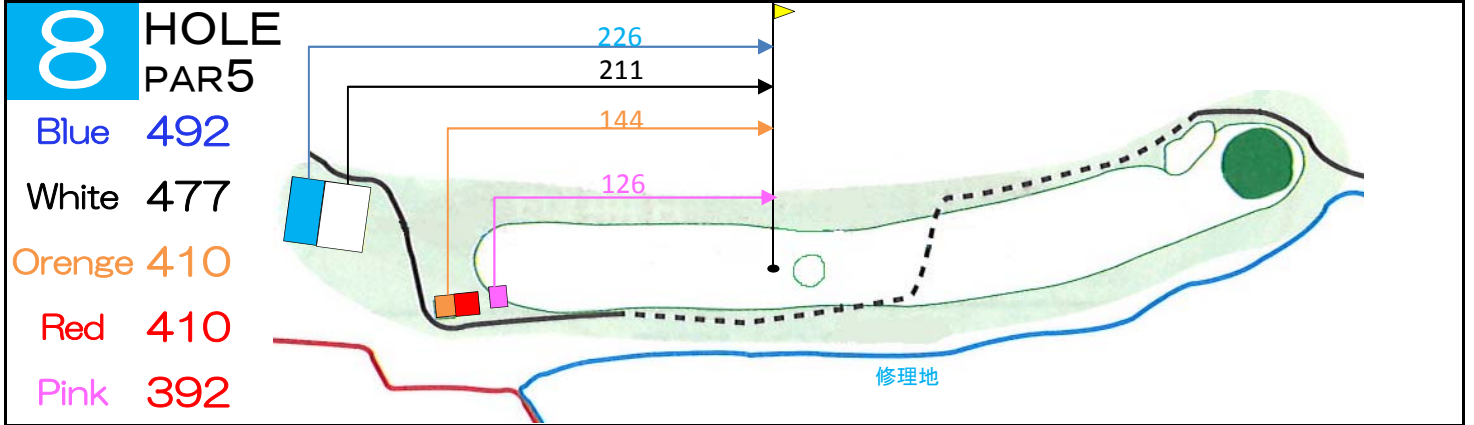 8 HOLE
PAR5
Blue 492
White 477
Orenge 410
Red 410
Pink 392
226
211
144
126
修理地